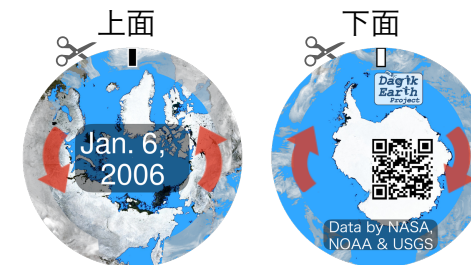 上面
下面
Jan. 6,
2006
Dagik
Earth
Project
Data by NASA,
NOAA & USGS